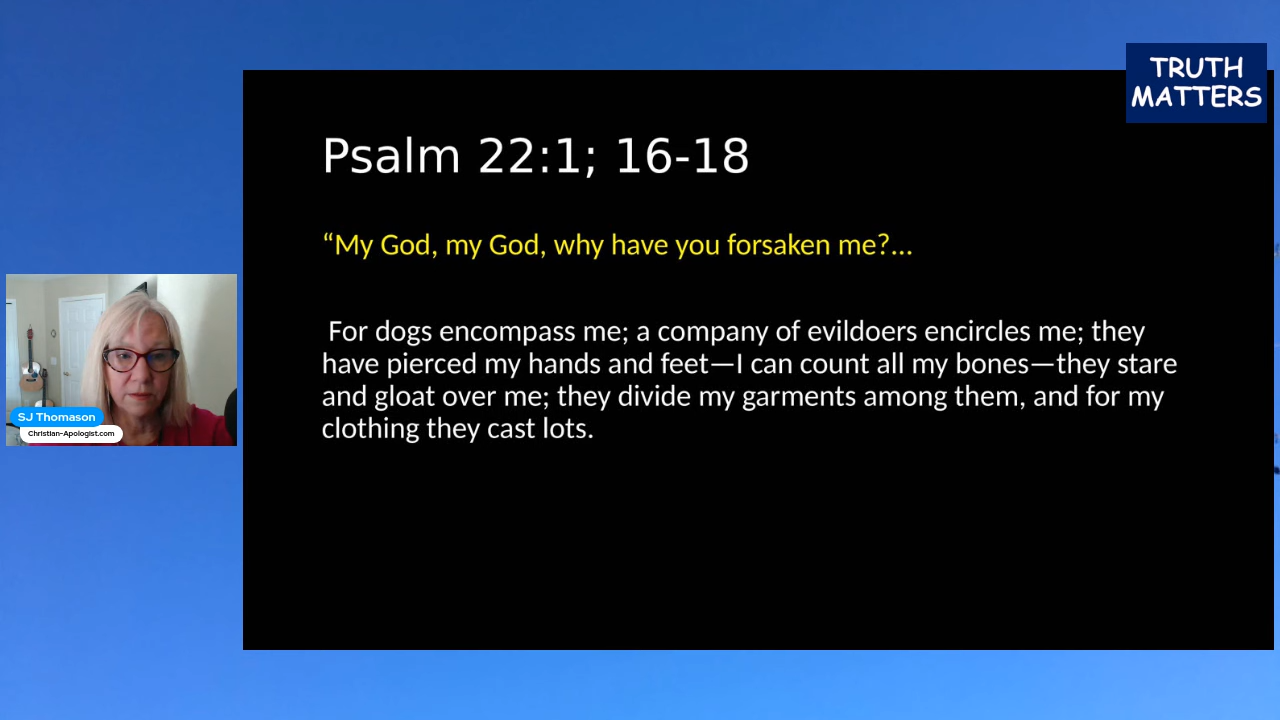 TRUTH
MATTERS
Psalm 22:1; 16-18
“My God, my God, why have you forsaken me?...
For dogs encompass me; a company of evildoers encircles me; they
have pierced my hands and feet—I can count all my bones—they stare
and gloat over me; they divide my garments among them, and for my
clothing they cast lots.
SJ Thomason
Christian-Apologist.com